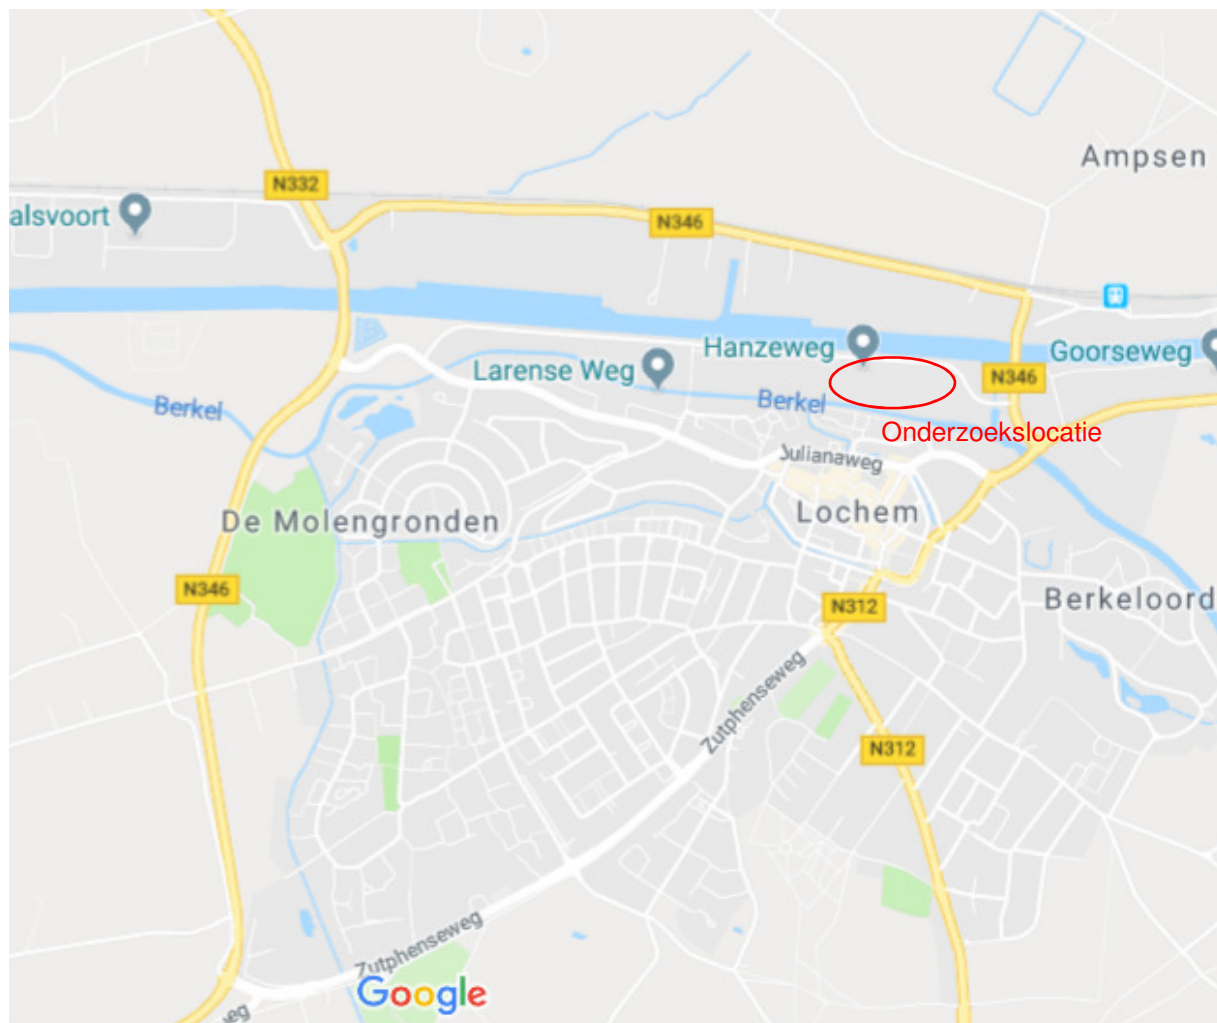 Ampsen
N332
alsvoort
N346
Hanzeweg
Goorseweg
Larense Weg
N346
Berkel
Berkel
Onderzoekslocatie
Julianaweg
De Molengronden
Lochem
N346
N312
Berkeloord
Zutphenseweg
N312
Zutphenseweg
Google
eg